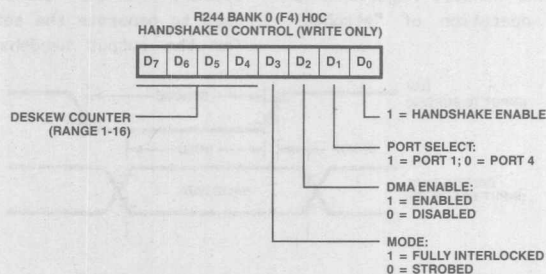 R244 BANK 0 (F4) H0C
HANDSHAKE 0 CONTROL (WRITE ONLY)
D7 D6 D5 D4 D3 D2 D1 D0
DESKEW COUNTER
(RANGE 1-16)
1 = HANDSHAKE ENABLE
PORT SELECT:
1 = PORT 1; 0 = PORT 4
DMA ENABLE:
1 = ENABLED
0 = DISABLED
MODE:
1 = FULLY INTERLOCKED
0 = STROBED